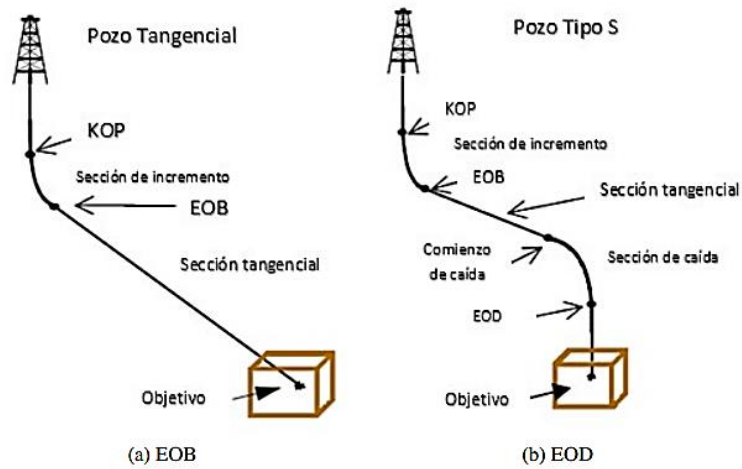 Pozo Tangencial
KOP
Sección de incremento
EOB
Sección tangencial
Objetivo
(a) EOB
Pozo Tipo S
KOP
Sección de incremento
EOB
Sección tangencial
Comienzo
de caída
Sección de caída
EOD
Objetivo
(b) EOD